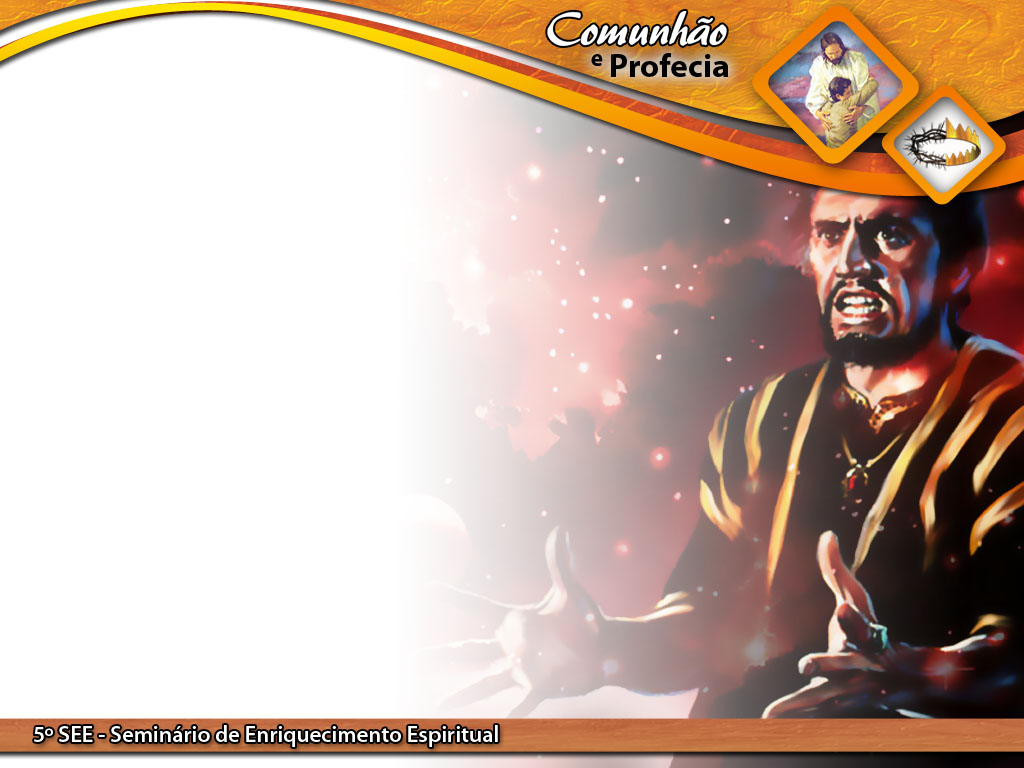 Comunhão
e Profecia
5º SEE - Seminário de Enriquecimento Espiritual